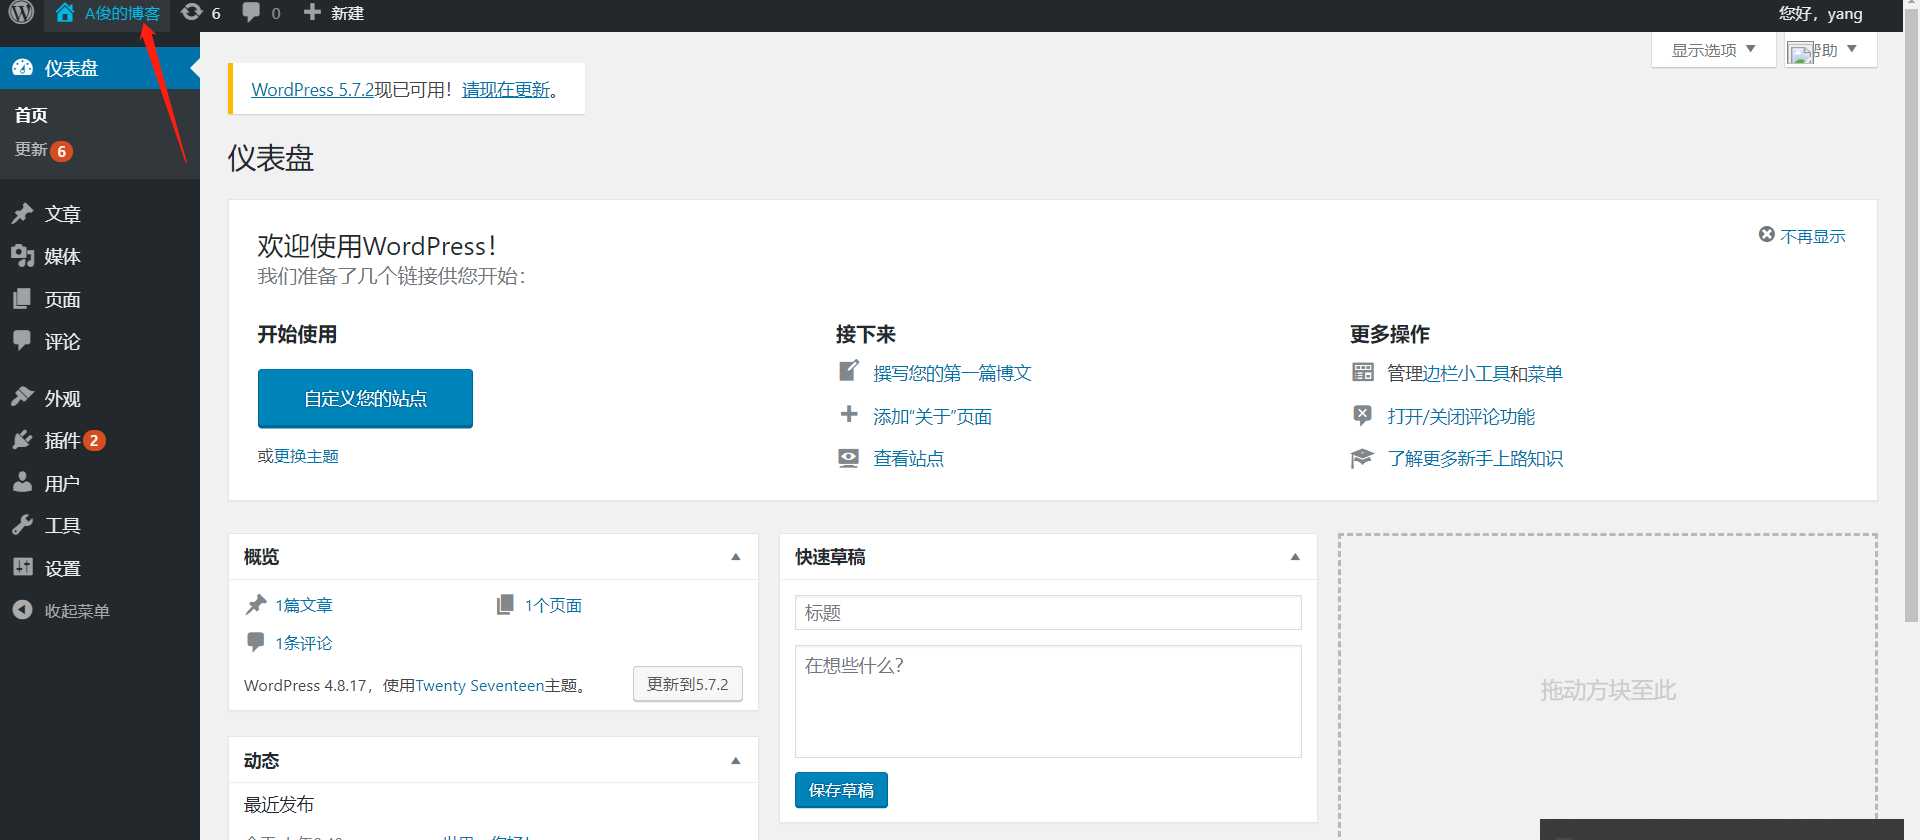 A俊的博客 6 0 新建 您好，yang
显示选项 帮助
仪表盘
首页
更新 6
文章
媒体
页面
评论
外观
插件 2
用户
工具
设置
收起菜单
WordPress 5.7.2现已可用！请现在更新。
仪表盘
欢迎使用WordPress！
不再显示
我们准备了几个链接供您开始：
开始使用
自定义您的站点
或更换主题
接下来
撰写您的第一篇博文
添加“关于”页面
查看站点
更多操作
管理边栏小工具和菜单
打开/关闭评论功能
了解更多新手上路知识
概览
1篇文章 1个页面
1条评论
WordPress 4.8.17，使用Twenty Seventeen主题。 更新到5.7.2
动态
最近发布
快速草稿
标题
在想些什么？
保存草稿
拖动方块至此